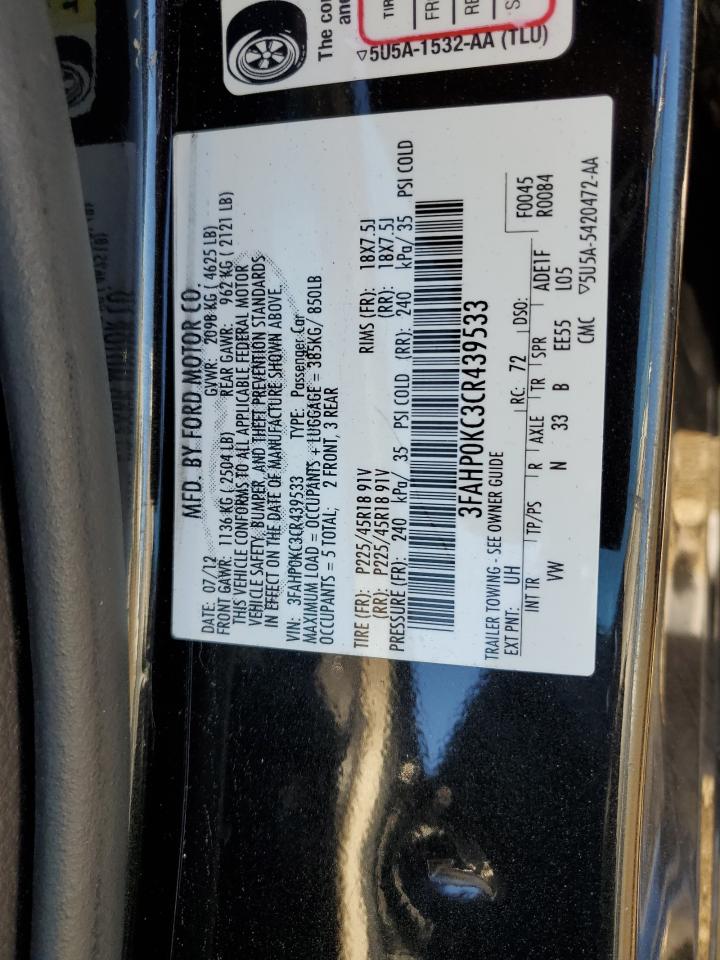 The co
and
TIR
FR
RE
S
▽5U5A-1532-AA (TLU)
MFD. BY FORD MOTOR CO.
DATE: 07/12 GVWR: 2098 KG ( 4625 LB)
FRONT GAWR: 1136 KG ( 2504 LB) REAR GAWR: 962 KG ( 2121 LB)
THIS VEHICLE CONFORMS TO ALL APPLICABLE FEDERAL MOTOR
VEHICLE SAFETY, BUMPER, AND THEFT PREVENTION STANDARDS
IN EFFECT ON THE DATE OF MANUFACTURE SHOWN ABOVE.
VIN: 3FAHP0KC3CR439533 TYPE: Passenger Car
MAXIMUM LOAD = OCCUPANTS + LUGGAGE = 385KG/ 850LB
OCCUPANTS = 5 TOTAL; 2 FRONT, 3 REAR
TIRE (FR): P225/45R18 91V RIMS (FR): 18X7.5J
(RR): P225/45R18 91V (RR): 18X7.5J
PRESSURE (FR): 240 kPa/ 35 PSI COLD (RR): 240 kPa/ 35 PSI COLD
3FAHP0KC3CR439533
TRAILER TOWING - SEE OWNER GUIDE
EXT PNT: UH RC: 72 DSO: F0045
R0084
INT TR TP/PS R AXLE TR SPR ADE1F
VW N 33 B EE55 L05
CMC ▽5U5A-5420472-AA